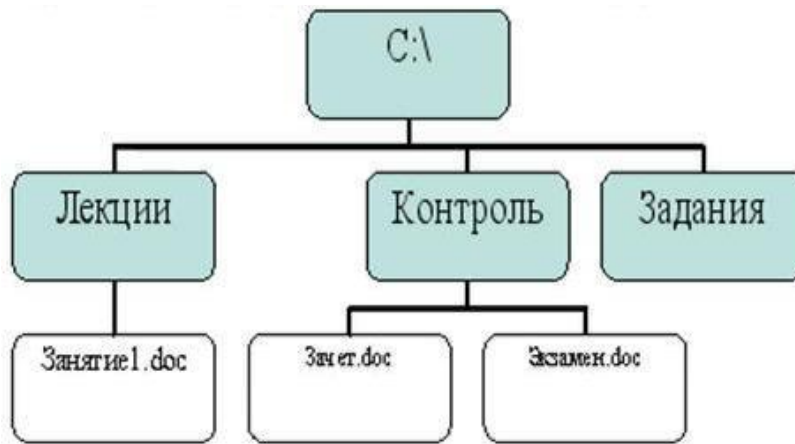 C:\
Лекции
Контроль
Задания
Занятие1.doc
Зачет.doc
Экзамен.doc